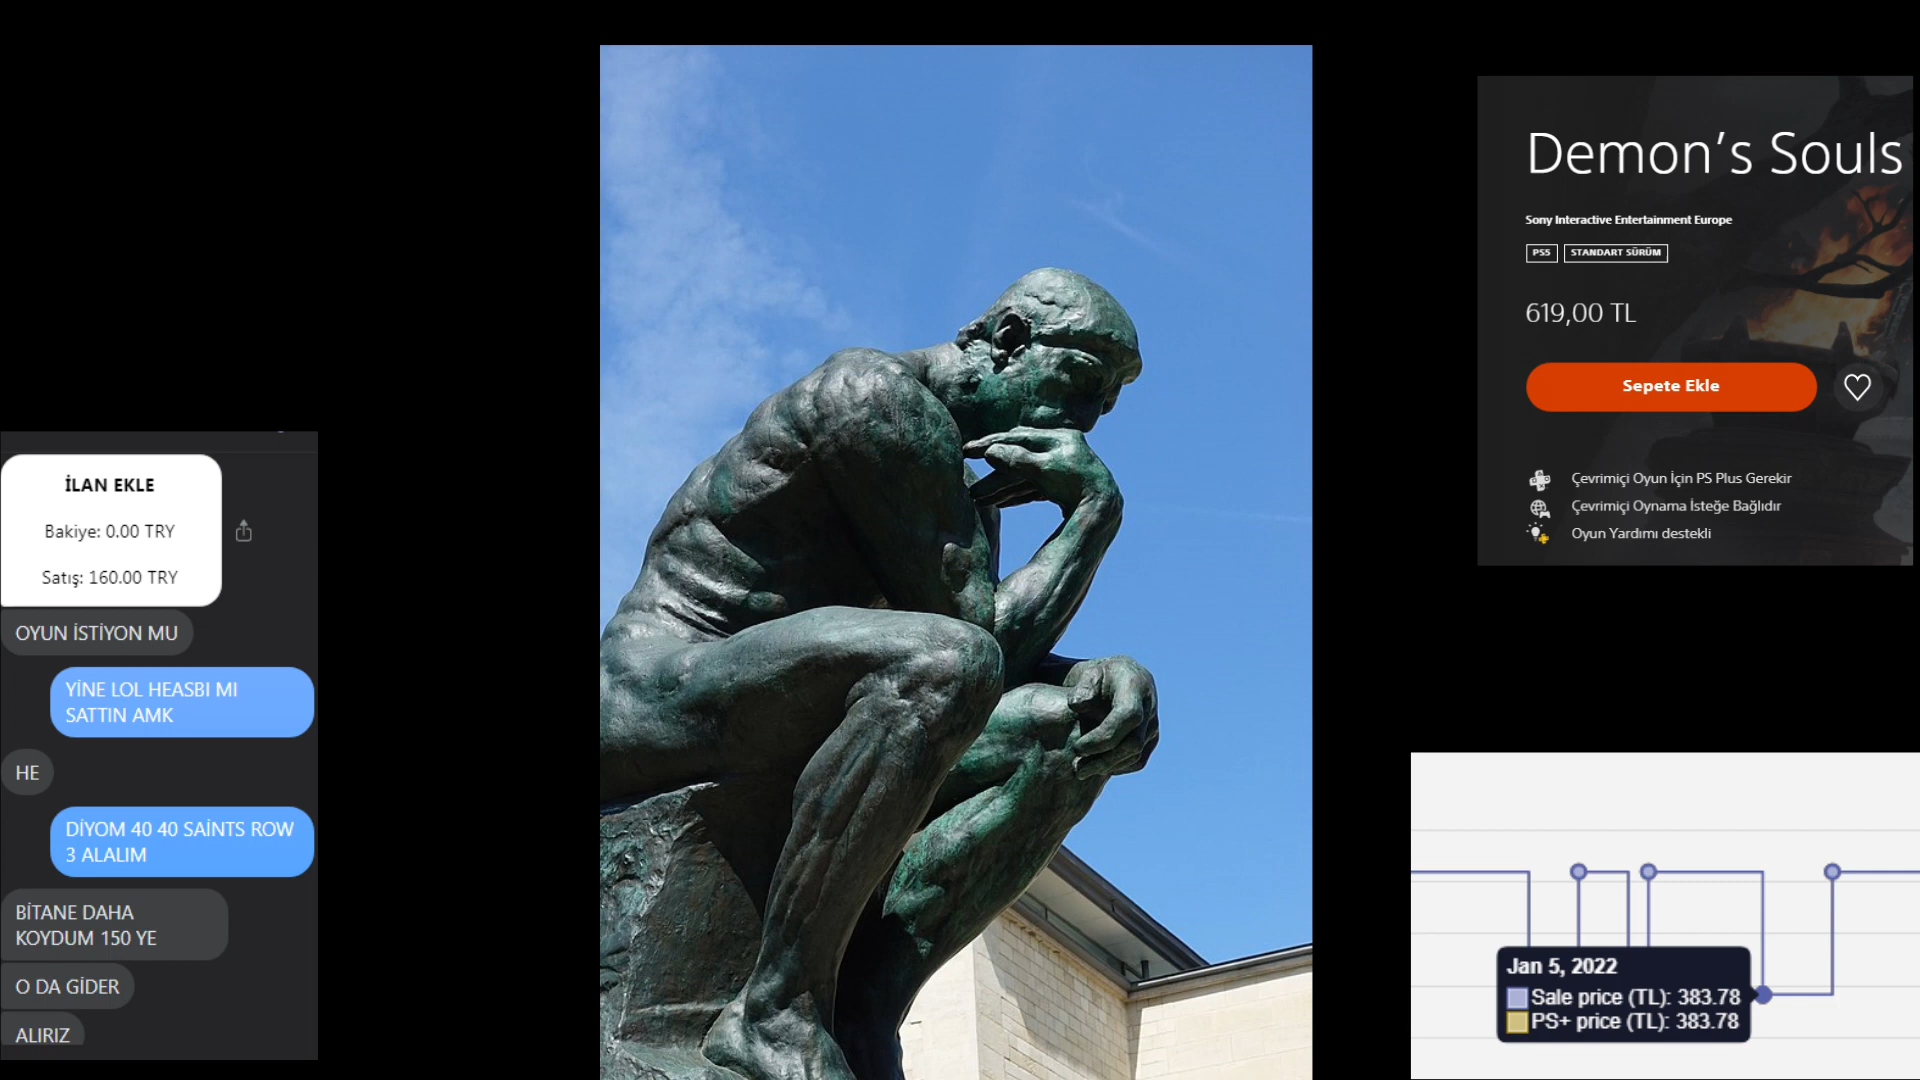 İLAN EKLE
Bakiye: 0.00 TRY
Satış: 160.00 TRY
OYUN İSTİYON MU
YİNE LOL HEASBI MI
SATTIN AMK
HE
DİYOM 40 40 SAİNTS ROW
3 ALALIM
BİTANE DAHA
KOYDUM 150 YE
O DA GİDER
ALIRIZ
Demon's Souls
Sony Interactive Entertainment Europe
PS5 STANDART SÜRÜM
619,00 TL
Sepete Ekle
Çevrimiçi Oyun İçin PS Plus Gerekir
Çevrimiçi Oynama İsteğe Bağlıdır
Oyun Yardımı destekli
Jan 5, 2022
Sale price (TL): 383.78
PS+ price (TL): 383.78